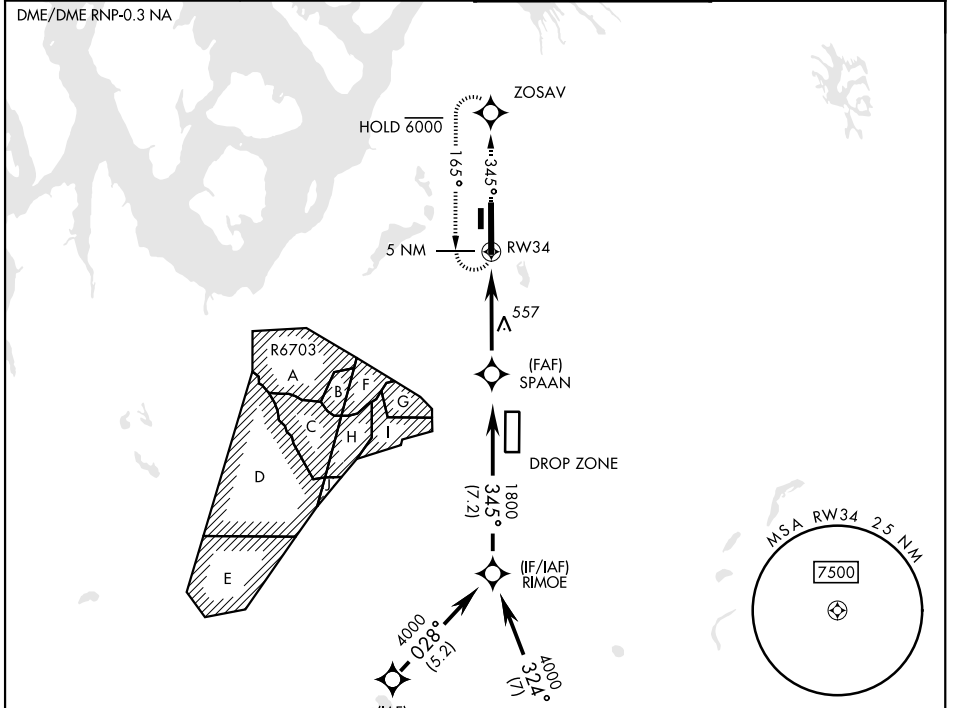 DME/DME RNP-0.3 NA
ZOSAV
HOLD 6000
165°
345°
5 NM
RW34
557
(FAF)
SPAAN
R6703
A
B
F
G
C
H
I
D
J
E
DROP ZONE
1800
345°
(7.2)
(IF/IAF)
RIMOE
4000
028°
(5.2)
4000
324°
(7)
MSA RW34 25 NM
7500